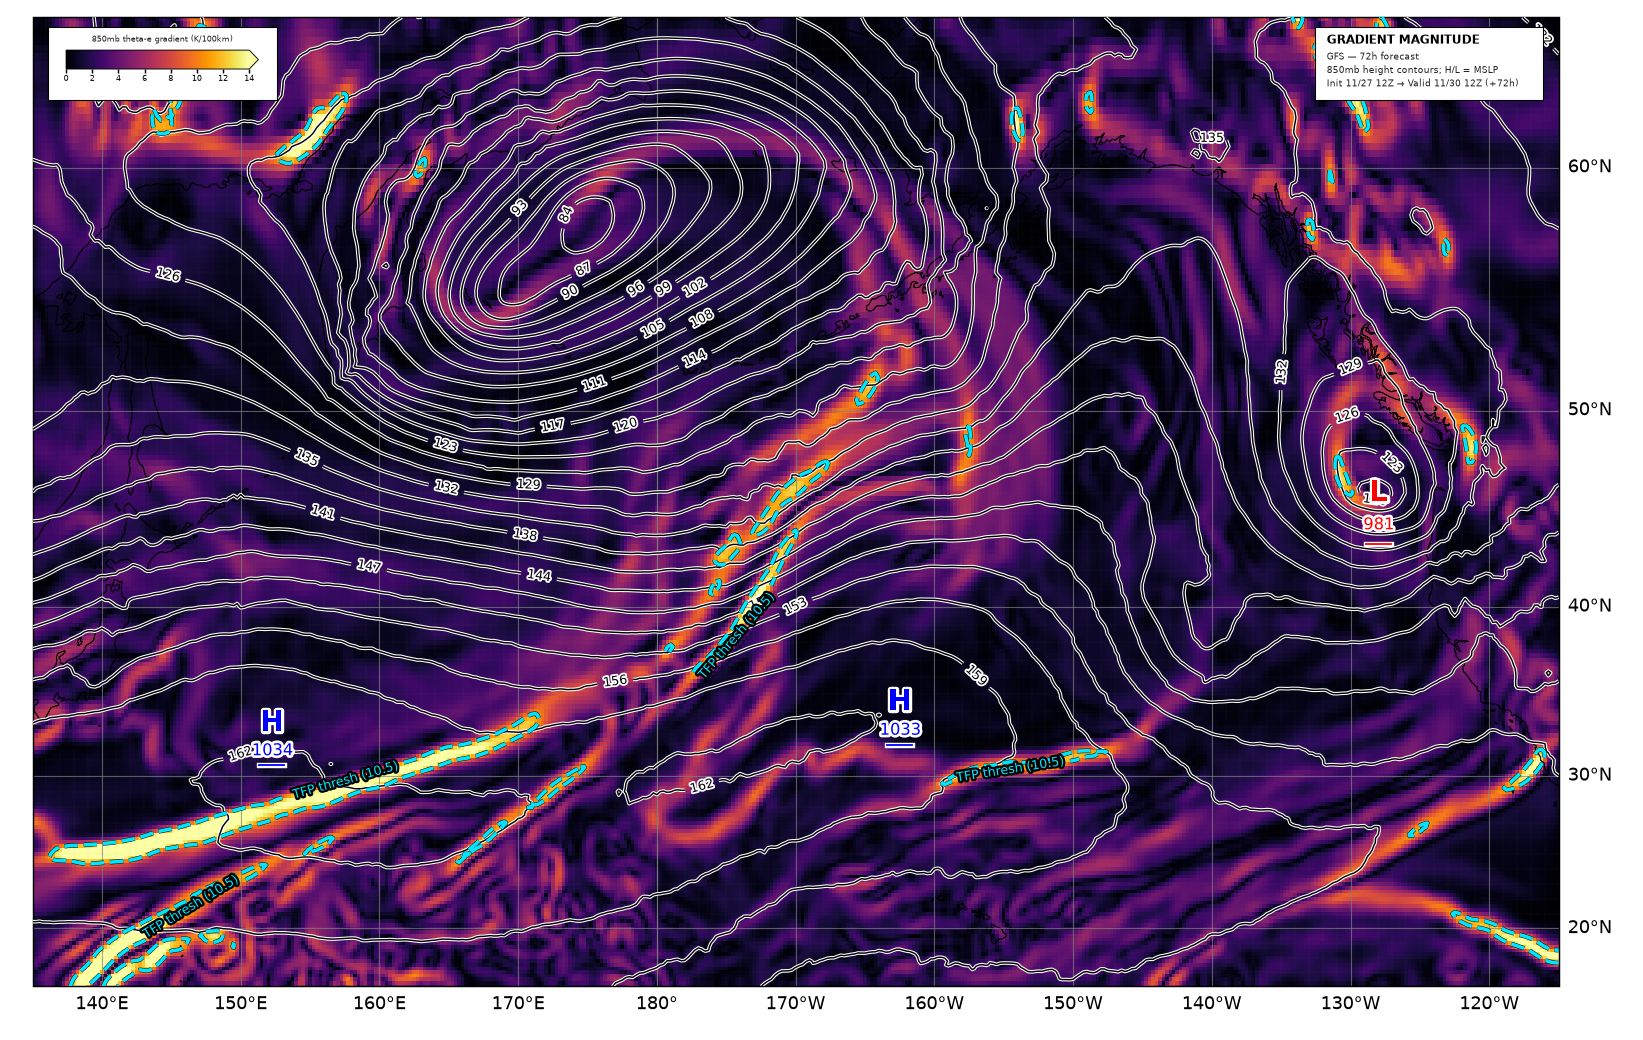 850mb theta-e gradient (K/100km)
0 2 4 6 8 10 12 14
GRADIENT MAGNITUDE
GFS — 72h forecast
850mb height contours; H/L = MSLP
Init 11/27 12Z → Valid 11/30 12Z (+72h)
135
60°N
93
84
126
87
90
96
99
102
105
108
114
111
132
129
50°N
117
120
126
123
135
123
132
129
L
981
141
138
147
144
40°N
153
TFP thresh (10.5)
156
159
H
1034
162
H
1033
TFP thresh (10.5)
162
TFP thresh (10.5)
30°N
TFP thresh (10.5)
20°N
140°E 150°E 160°E 170°E 180° 170°W 160°W 150°W 140°W 130°W 120°W